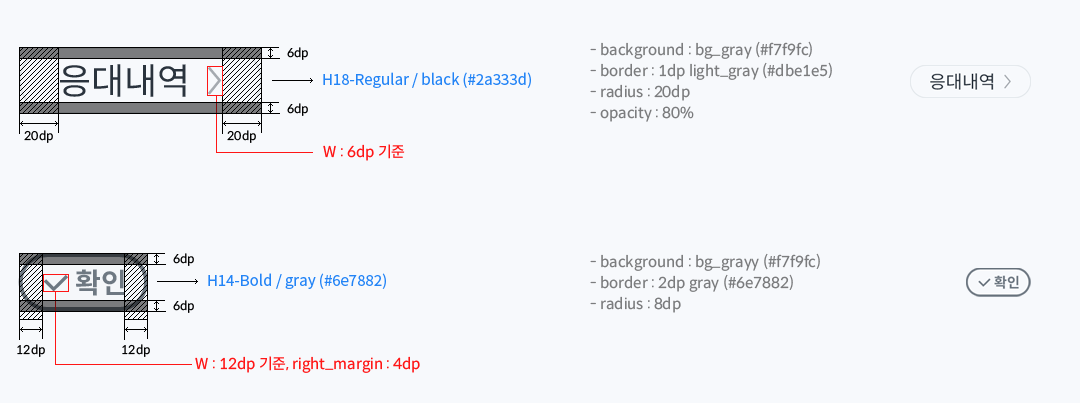 응대내역
6dp
6dp
20dp
20dp
H18-Regular / black (#2a333d)
W : 6dp 기준
- background : bg_gray (#f7f9fc)
- border : 1dp light_gray (#dbe1e5)
- radius : 20dp
- opacity : 80%
응대내역
확인
6dp
6dp
12dp
12dp
H14-Bold / gray (#6e7882)
W : 12dp 기준, right_margin : 4dp
- background : bg_grayy (#f7f9fc)
- border : 2dp gray (#6e7882)
- radius : 8dp
확인